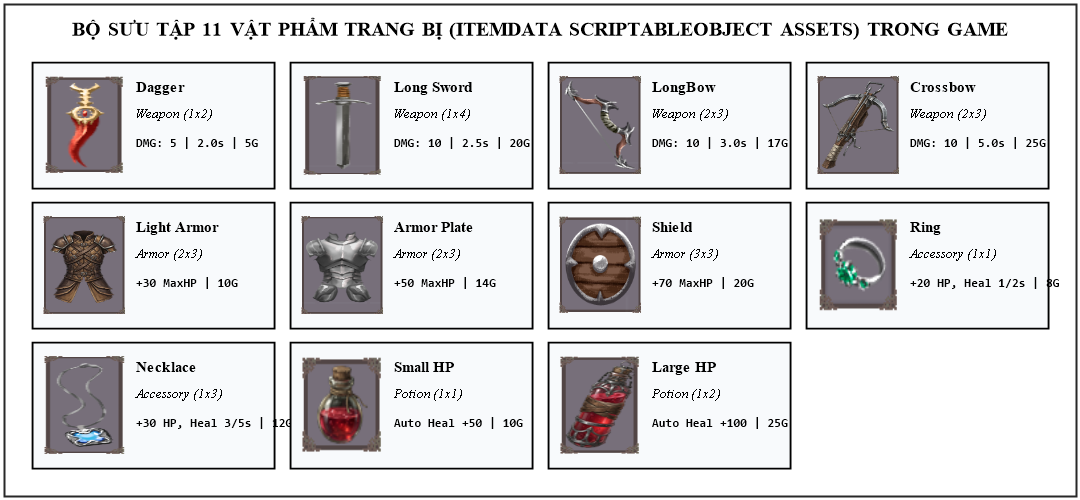 BỘ SƯU TẬP 11 VẬT PHẨM TRANG BỊ (ITEMDATA SCRIPTABLEOBJECT ASSETS) TRONG GAME
Dagger
Weapon (1x2)
DMG: 5 | 2.0s | 5G
Long Sword
Weapon (1x4)
DMG: 10 | 2.5s | 20G
LongBow
Weapon (2x3)
DMG: 10 | 3.0s | 17G
Crossbow
Weapon (2x3)
DMG: 10 | 5.0s | 25G
Light Armor
Armor (2x3)
+30 MaxHP | 10G
Armor Plate
Armor (2x3)
+50 MaxHP | 14G
Shield
Armor (3x3)
+70 MaxHP | 20G
Ring
Accessory (1x1)
+20 HP, Heal 1/2s | 8G
Necklace
Accessory (1x3)
+30 HP, Heal 3/5s | 12G
Small HP
Potion (1x1)
Auto Heal +50 | 10G
Large HP
Potion (1x2)
Auto Heal +100 | 25G